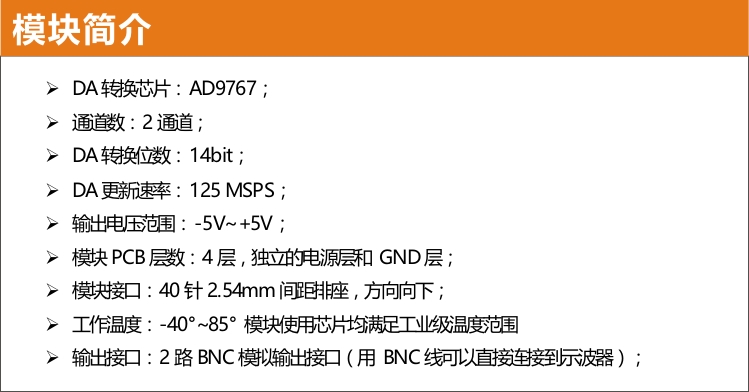 模块简介
➢ DA 转换芯片：AD9767；
➢ 通道数：2 通道；
➢ DA 转换位数：14bit；
➢ DA 更新速率：125 MSPS；
➢ 输出电压范围：-5V~+5V；
➢ 模块 PCB 层数：4 层，独立的电源层和 GND 层；
➢ 模块接口：40 针 2.54mm 间距排座，方向向下；
➢ 工作温度：-40°~85° 模块使用芯片均满足工业级温度范围
➢ 输出接口：2 路 BNC 模拟输出接口（用 BNC 线可以直接连接到示波器）；